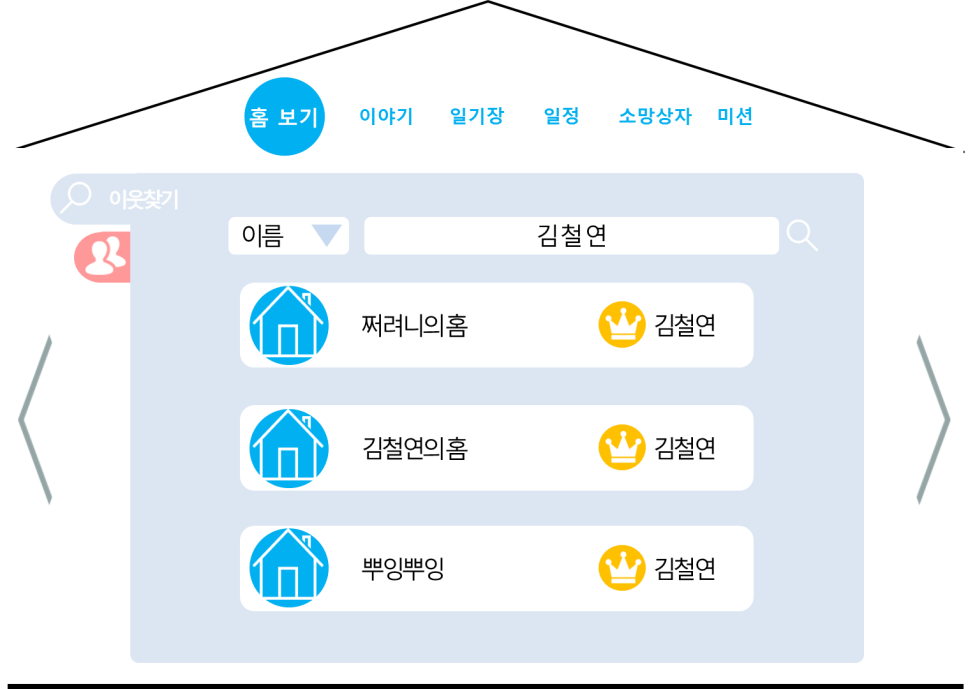 홈 보기 이야기 일기장 일정 소망상자 미션
이웃찾기
이름 김철연
쩌려니의홈 김철연
김철연의홈 김철연
뿌잉뿌잉 김철연